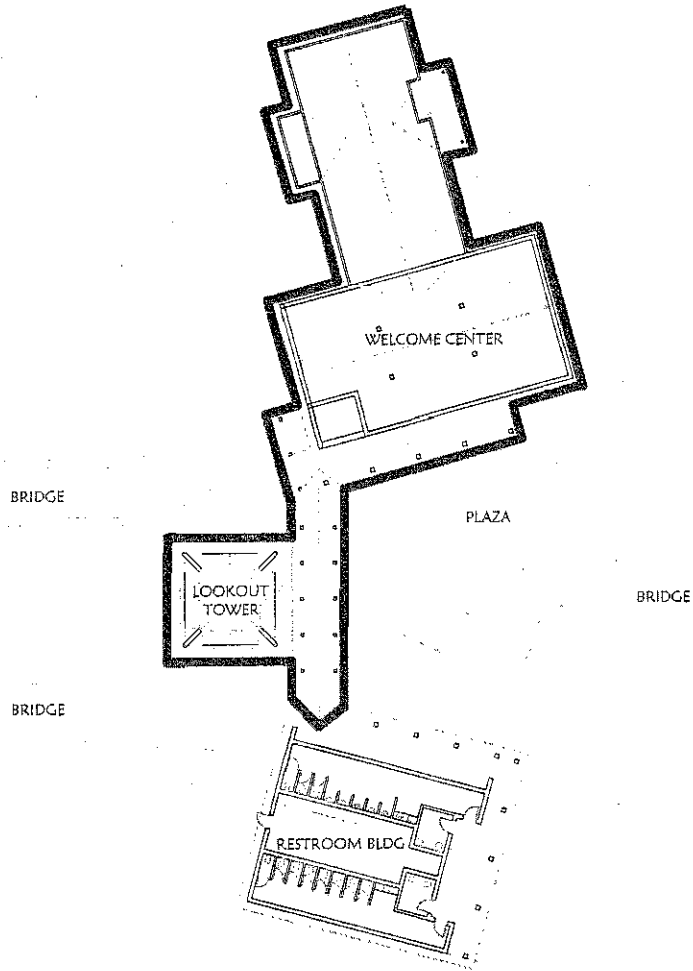 WELCOME CENTER
BRIDGE
PLAZA
LOOKOUT
TOWER
BRIDGE
BRIDGE
RESTROOM BLDG